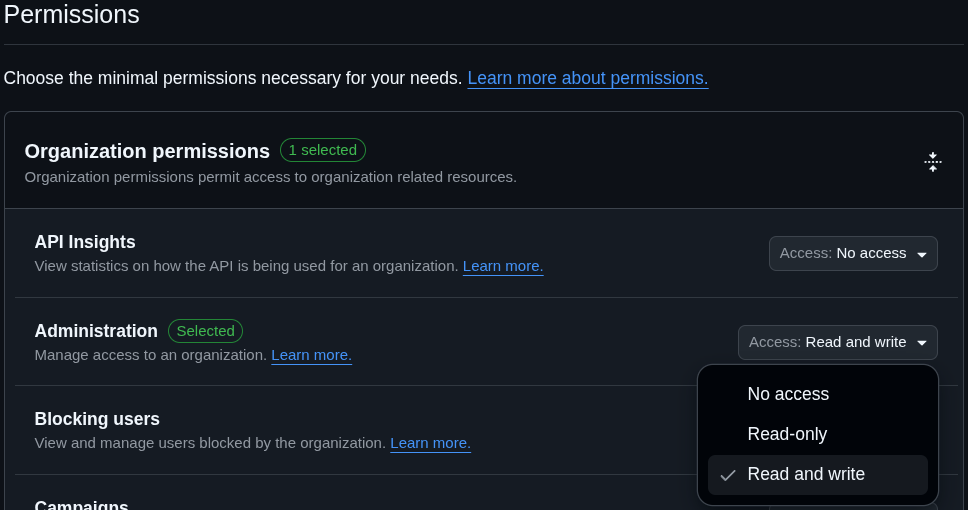 Permissions
Choose the minimal permissions necessary for your needs. Learn more about permissions.
Organization permissions 1 selected
Organization permissions permit access to organization related resources.
API Insights
View statistics on how the API is being used for an organization. Learn more.
Access: No access
Administration Selected
Manage access to an organization. Learn more.
Access: Read and write
No access
Read-only
Read and write
Blocking users
View and manage users blocked by the organization. Learn more.
Campaigns